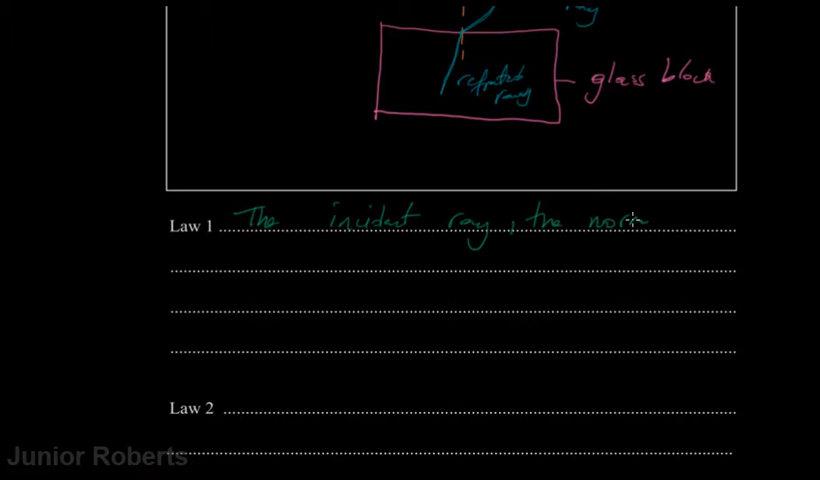 ray
refracted
ray
glass block
Law 1 The incident ray, the norm
Law 2
Junior Roberts